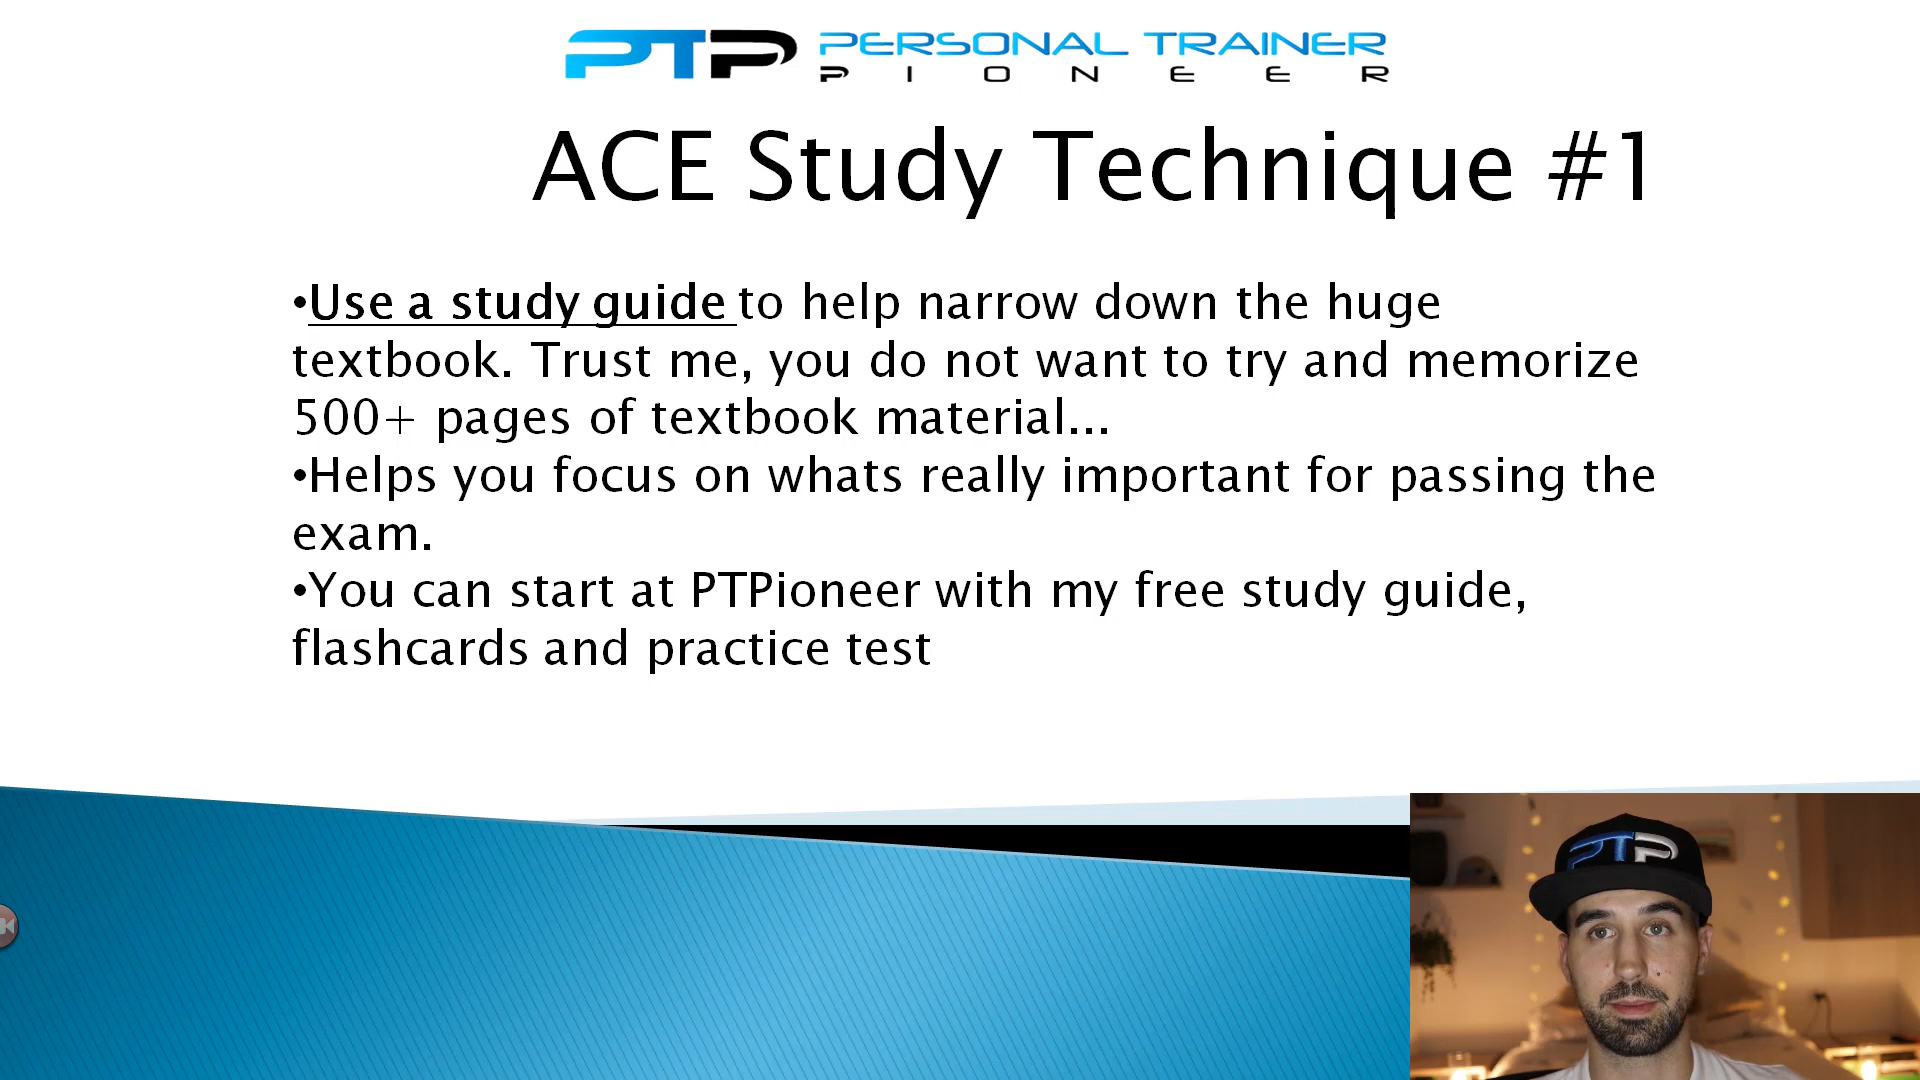 PTP PERSONAL TRAINER
PIONEER
ACE Study Technique #1
•Use a study guide to help narrow down the huge
textbook. Trust me, you do not want to try and memorize
500+ pages of textbook material...
•Helps you focus on whats really important for passing the
exam.
•You can start at PTPioneer with my free study guide,
flashcards and practice test
PTP